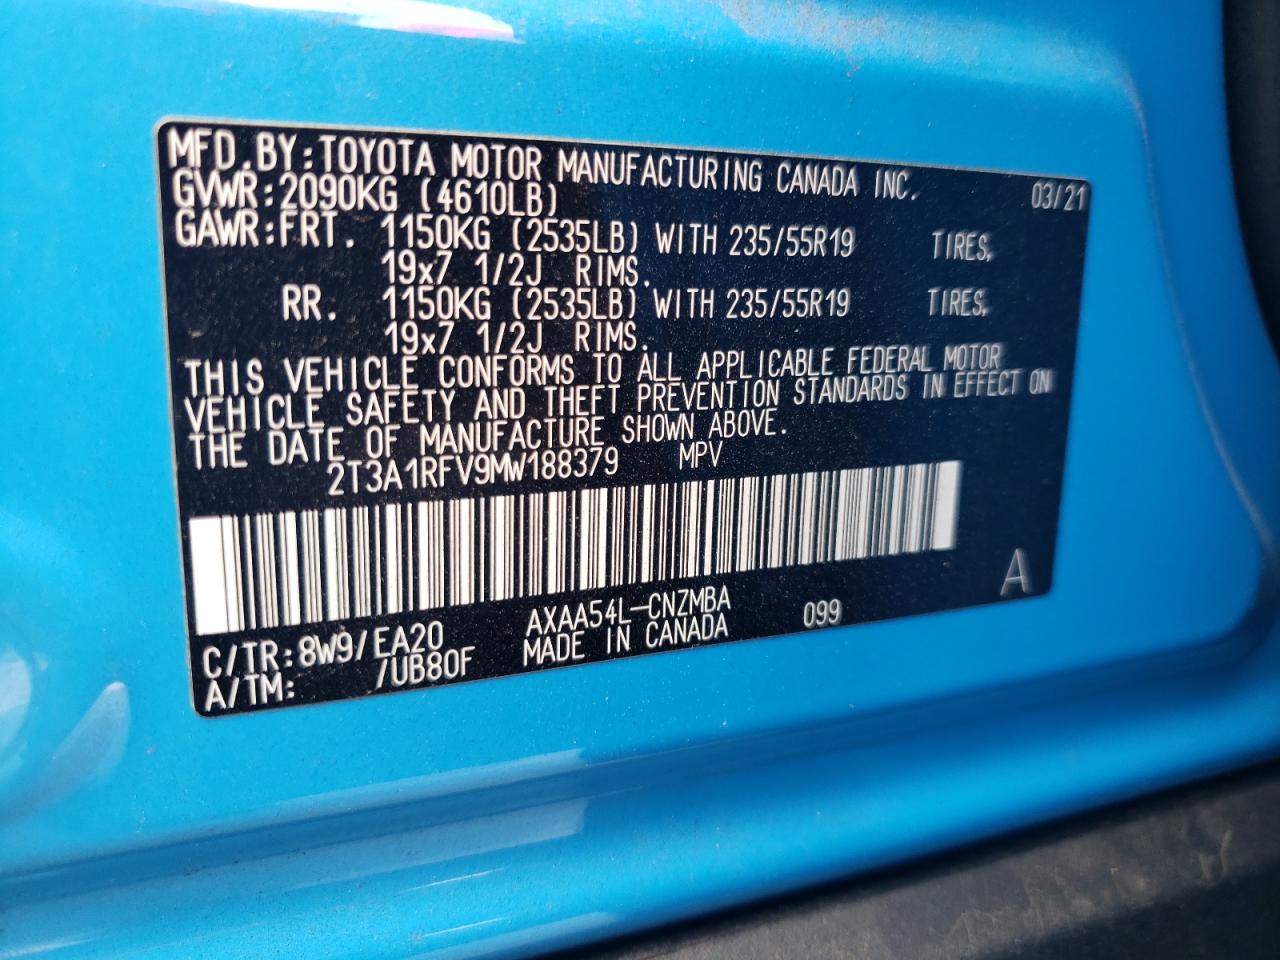 MFD.BY:TOYOTA MOTOR MANUFACTURING CANADA INC. 03/21
GVWR:2090KG (4610LB)
GAWR:FRT. 1150KG (2535LB) WITH 235/55R19 TIRES,
19x7 1/2J RIMS.
RR. 1150KG (2535LB) WITH 235/55R19 TIRES,
19x7 1/2J RIMS.
THIS VEHICLE CONFORMS TO ALL APPLICABLE FEDERAL MOTOR
VEHICLE SAFETY AND THEFT PREVENTION STANDARDS IN EFFECT ON
THE DATE OF MANUFACTURE SHOWN ABOVE.
2T3A1RFV9MW188379 MPV
A
C/TR:8W9/EA20 AXAA54L-CNZMBA 099
A/TM: /UB80F MADE IN CANADA